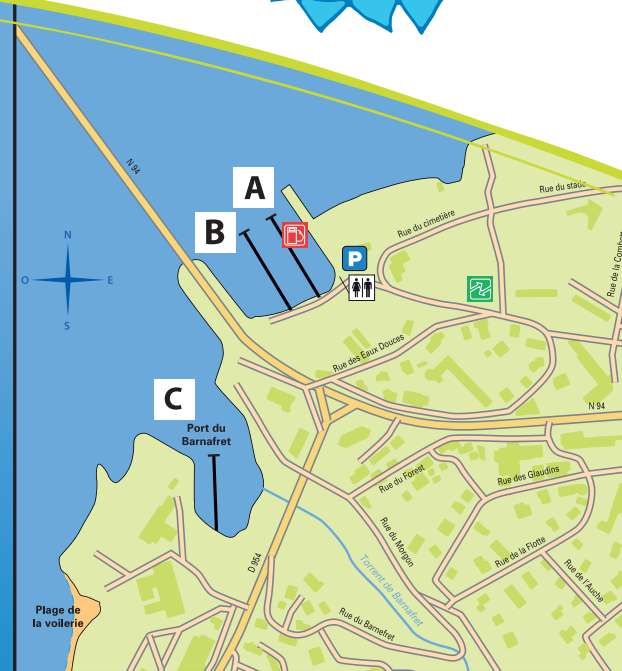 N 94
A
B
Rue du stade
Rue du cimetière
P
Rue de la Combe
N
O
E
S
Rue des Eaux Douces
C
N 94
Port du
Barnafret
Rue du Forest
Rue des Glaudins
Rue du Morgon
Rue de la Flotte
D 954
Torrent de Barnafret
Rue de l'Auche
Plage de
la voilerie
Rue du Barnefret